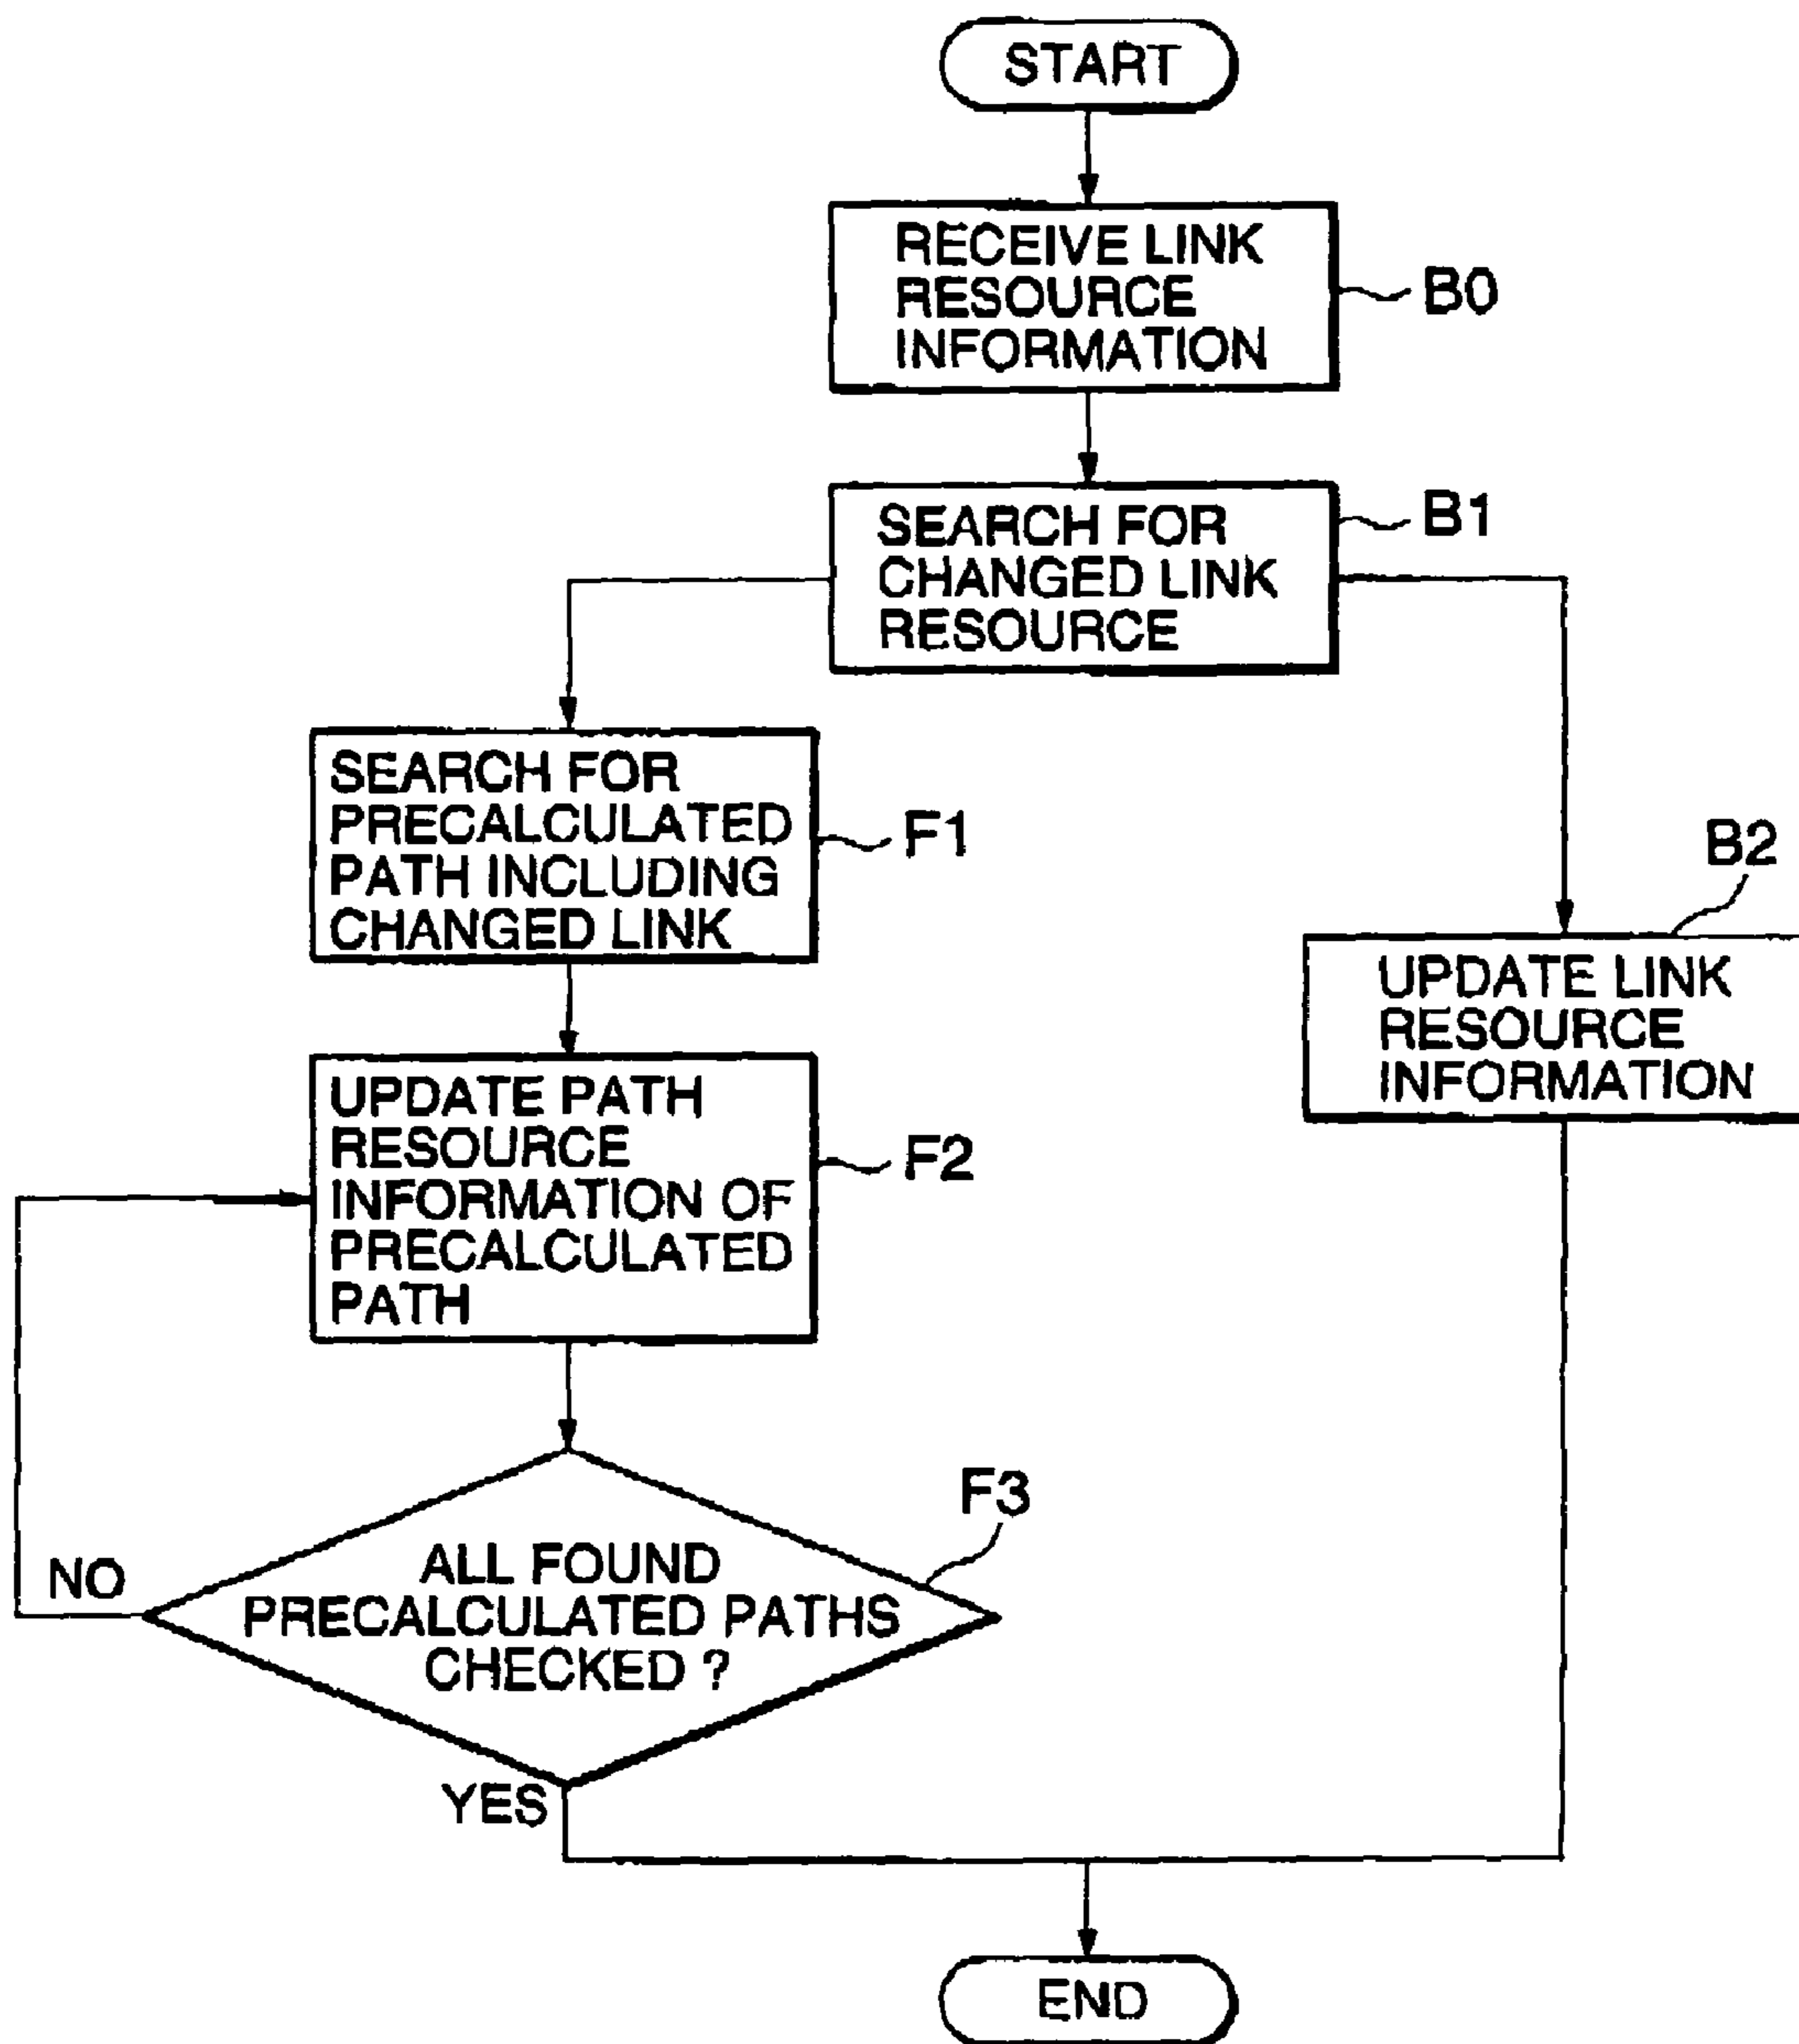 START
RECEIVE LINK
RESOURCE
INFORMATION
B0
SEARCH FOR
CHANGED LINK
RESOURCE
B1
SEARCH FOR
PRECALCULATED
PATH INCLUDING
CHANGED LINK
F1
B2
UPDATE LINK
RESOURCE
INFORMATION
UPDATE PATH
RESOURCE
INFORMATION OF
PRECALCULATED
PATH
F2
F3
ALL FOUND
PRECALCULATED PATHS
CHECKED ?
NO
YES
END